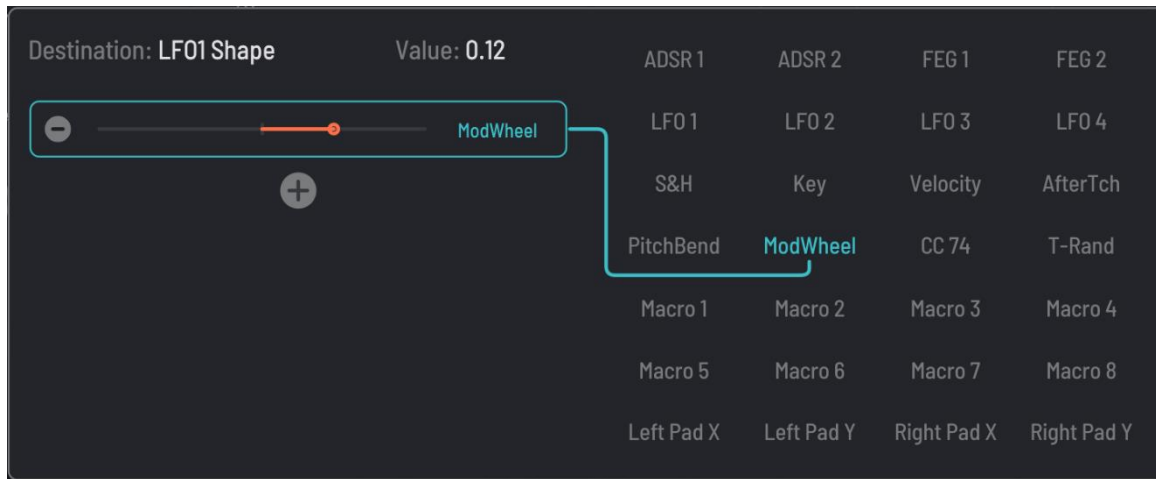 Destination: LFO1 Shape Value: 0.12
ModWheel
ADSR 1 ADSR 2 FEG 1 FEG 2
LFO 1 LFO 2 LFO 3 LFO 4
S&H Key Velocity AfterTch
PitchBend ModWheel CC 74 T-Rand
Macro 1 Macro 2 Macro 3 Macro 4
Macro 5 Macro 6 Macro 7 Macro 8
Left Pad X Left Pad Y Right Pad X Right Pad Y